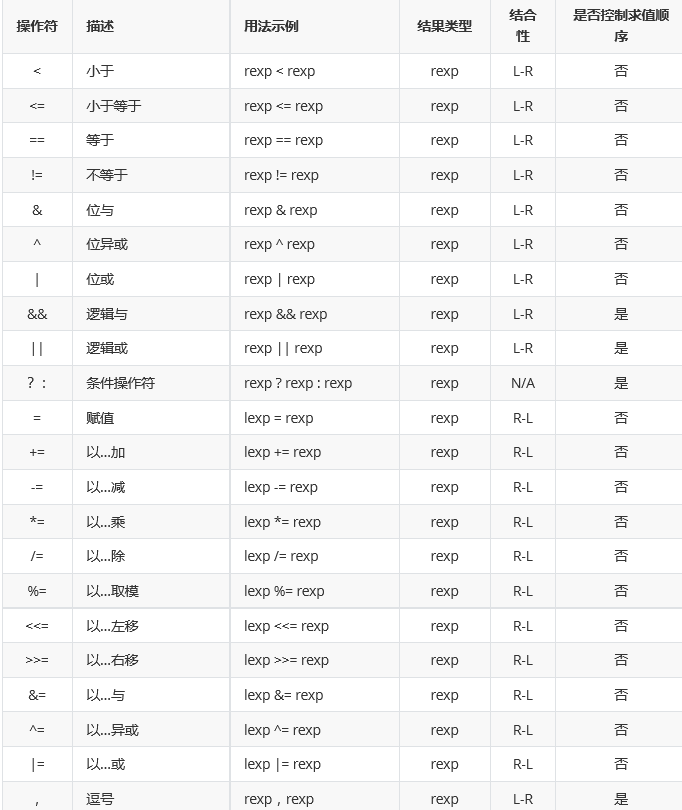 操作符 描述 用法示例 结果类型 结合性 是否控制求值顺序
< 小于 rexp < rexp rexp L-R 否
<= 小于等于 rexp <= rexp rexp L-R 否
== 等于 rexp == rexp rexp L-R 否
!= 不等于 rexp != rexp rexp L-R 否
& 位与 rexp & rexp rexp L-R 否
^ 位异或 rexp ^ rexp rexp L-R 否
| 位或 rexp | rexp rexp L-R 否
&& 逻辑与 rexp && rexp rexp L-R 是
|| 逻辑或 rexp || rexp rexp L-R 是
? : 条件操作符 rexp ? rexp : rexp rexp N/A 是
= 赋值 lexp = rexp rexp R-L 否
+= 以...加 lexp += rexp rexp R-L 否
-= 以...减 lexp -= rexp rexp R-L 否
*= 以...乘 lexp *= rexp rexp R-L 否
/= 以...除 lexp /= rexp rexp R-L 否
%= 以...取模 lexp %= rexp rexp R-L 否
<<= 以...左移 lexp <<= rexp rexp R-L 否
>>= 以...右移 lexp >>= rexp rexp R-L 否
&= 以...与 lexp &= rexp rexp R-L 否
^= 以...异或 lexp ^= rexp rexp R-L 否
|= 以...或 lexp |= rexp rexp R-L 否
, 逗号 rexp , rexp rexp L-R 是